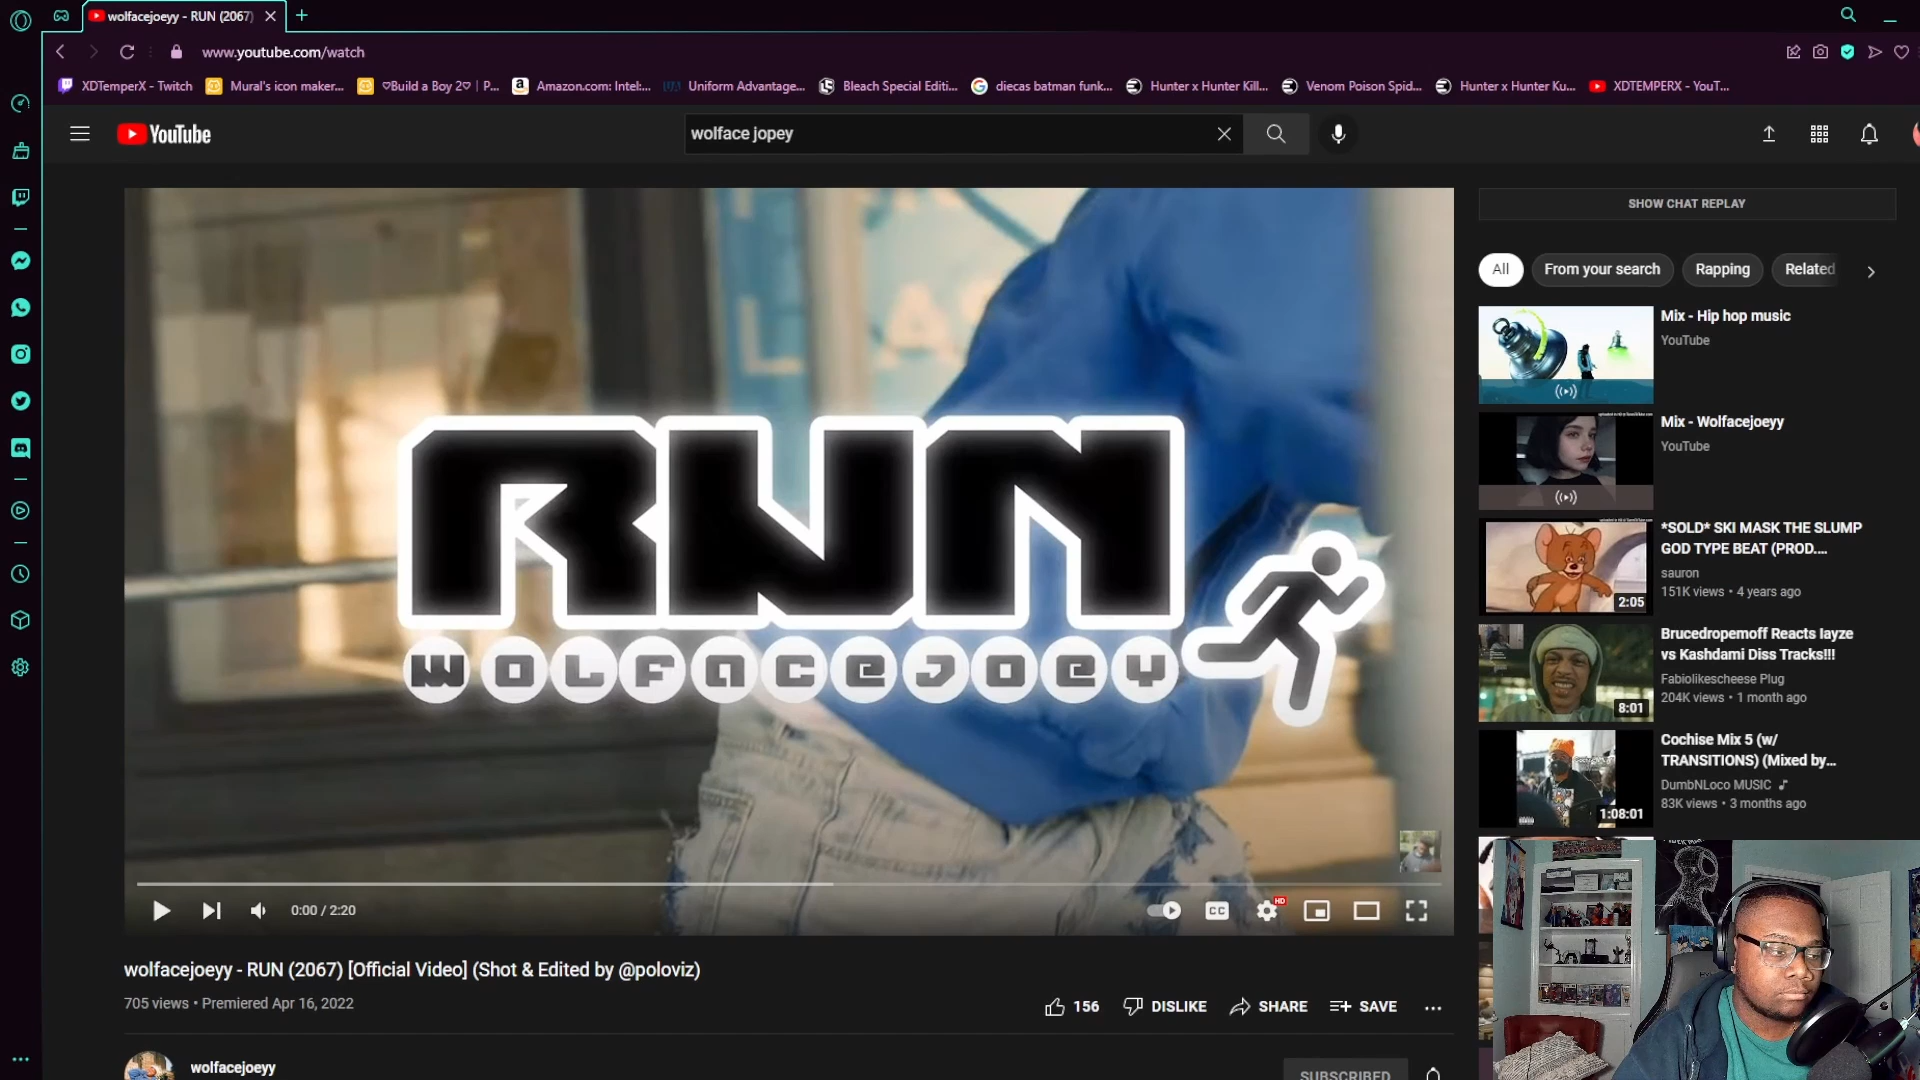 wolfacejoeyy - RUN (2067)
www.youtube.com/watch
XDTemperX - Twitch
Mural's icon maker...
♡Build a Boy 2♡ | P...
Amazon.com: Intel:...
Uniform Advantage...
Bleach Special Editi...
diecas batman funk...
Hunter x Hunter Kill...
Venom Poison Spid...
Hunter x Hunter Ku...
XDTEMPERX - YouT...
YouTube
wolface jopey
SHOW CHAT REPLAY
All
From your search
Rapping
Related
RUN
WOLFACEJOEY
Mix - Hip hop music
YouTube
Mix - Wolfacejoeyy
YouTube
*SOLD* SKI MASK THE SLUMP
GOD TYPE BEAT (PROD....
sauron
151K views • 4 years ago
2:05
Brucedropemoff Reacts Iayze
vs Kashdami Diss Tracks!!!
Fabiolikescheese Plug
204K views • 1 month ago
8:01
Cochise Mix 5 (w/
TRANSITIONS) (Mixed by...
DumbNLoco MUSIC
83K views • 3 months ago
1:08:01
0:00 / 2:20
CC
HD
wolfacejoeyy - RUN (2067) [Official Video] (Shot & Edited by @poloviz)
705 views • Premiered Apr 16, 2022
156
DISLIKE
SHARE
SAVE
wolfacejoeyy
SUBSCRIBED